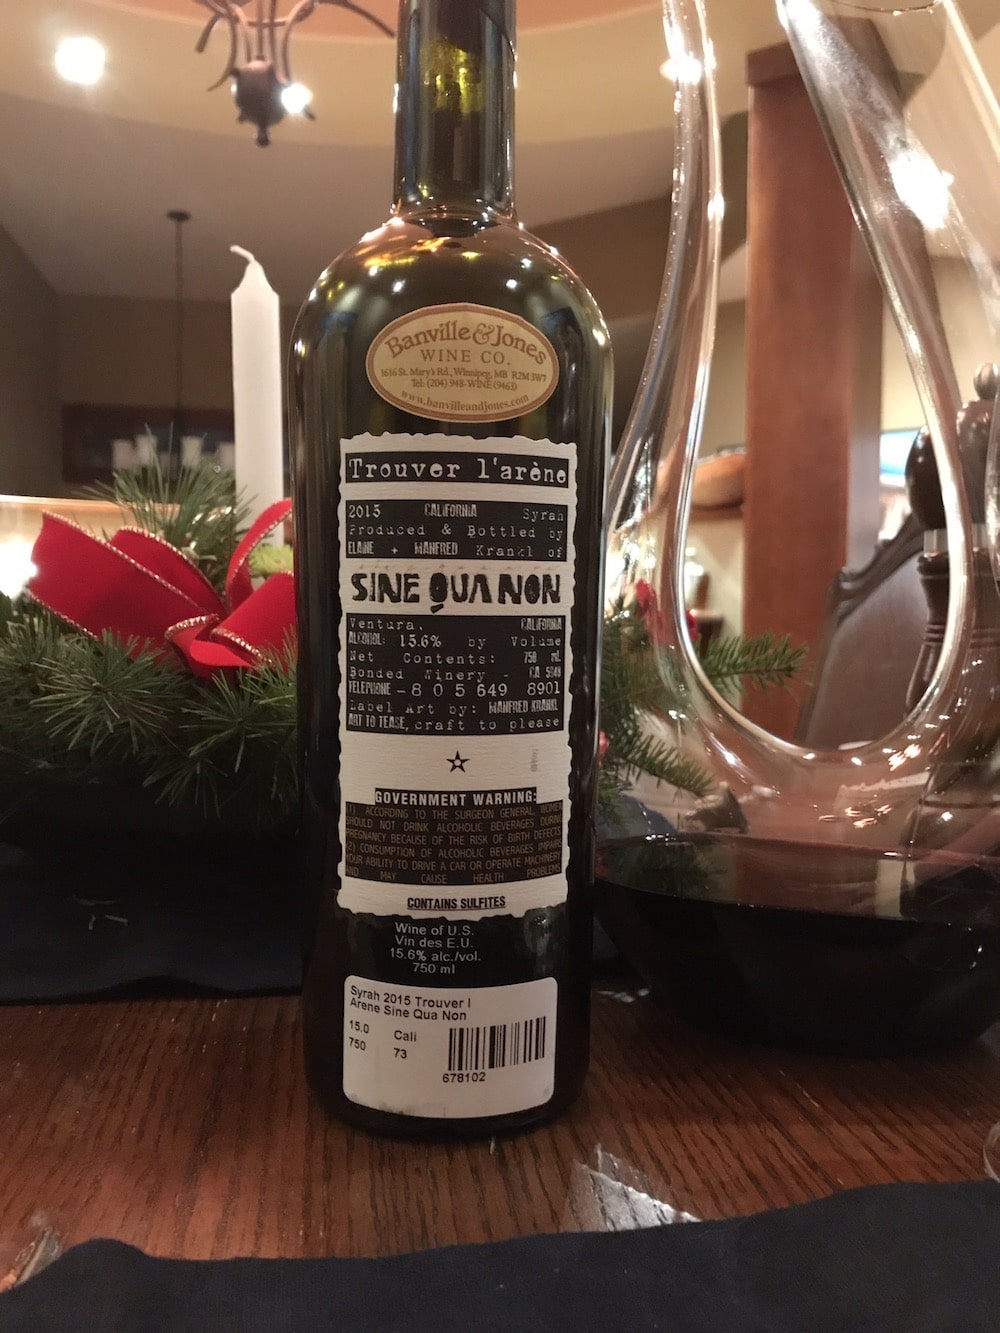 Banville & Jones
WINE CO.
1616 St. Mary's Rd., Winnipeg, MB R2M 3W7
Tel: (204) 948-WINE (9463)
www.banvilleandjones.com
Trouver l'arène
2015 CALIFORNIA Syrah
Produced & Bottled by
ELAINE + MANFRED Krankl of
SINE QUA NON
Ventura, CALIFORNIA
ALCOHOL: 15.6% by Volume
Net Contents: 750 ml
Bonded Winery - CA 5849
TELEPHONE - 8 0 5 649 8901
Label Art by: MANFRED KRANKL
ART TO TEASE, craft to please
GOVERNMENT WARNING:
(1) ACCORDING TO THE SURGEON GENERAL, WOMEN
SHOULD NOT DRINK ALCOHOLIC BEVERAGES DURING
PREGNANCY BECAUSE OF THE RISK OF BIRTH DEFECTS.
(2) CONSUMPTION OF ALCOHOLIC BEVERAGES IMPAIRS
YOUR ABILITY TO DRIVE A CAR OR OPERATE MACHINERY,
AND MAY CAUSE HEALTH PROBLEMS
CONTAINS SULFITES
Wine of U.S.
Vin des E.U.
15.6% alc./vol.
750 ml
Syrah 2015 Trouver l
Arene Sine Qua Non
15.0 Cali
750 73
678102